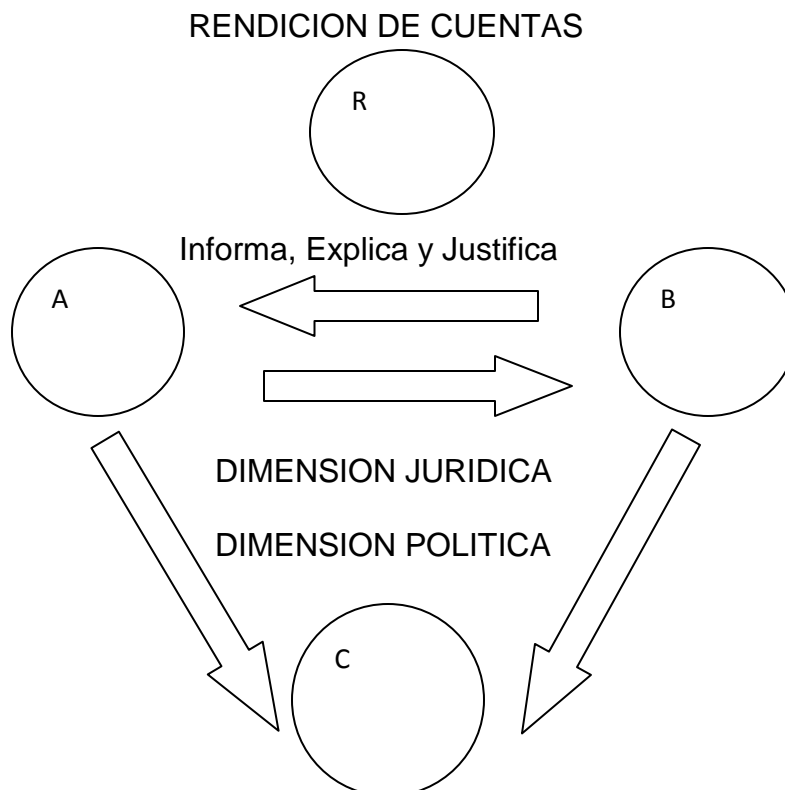 RENDICION DE CUENTAS
R
Informa, Explica y Justifica
A
B
DIMENSION JURIDICA
DIMENSION POLITICA
C